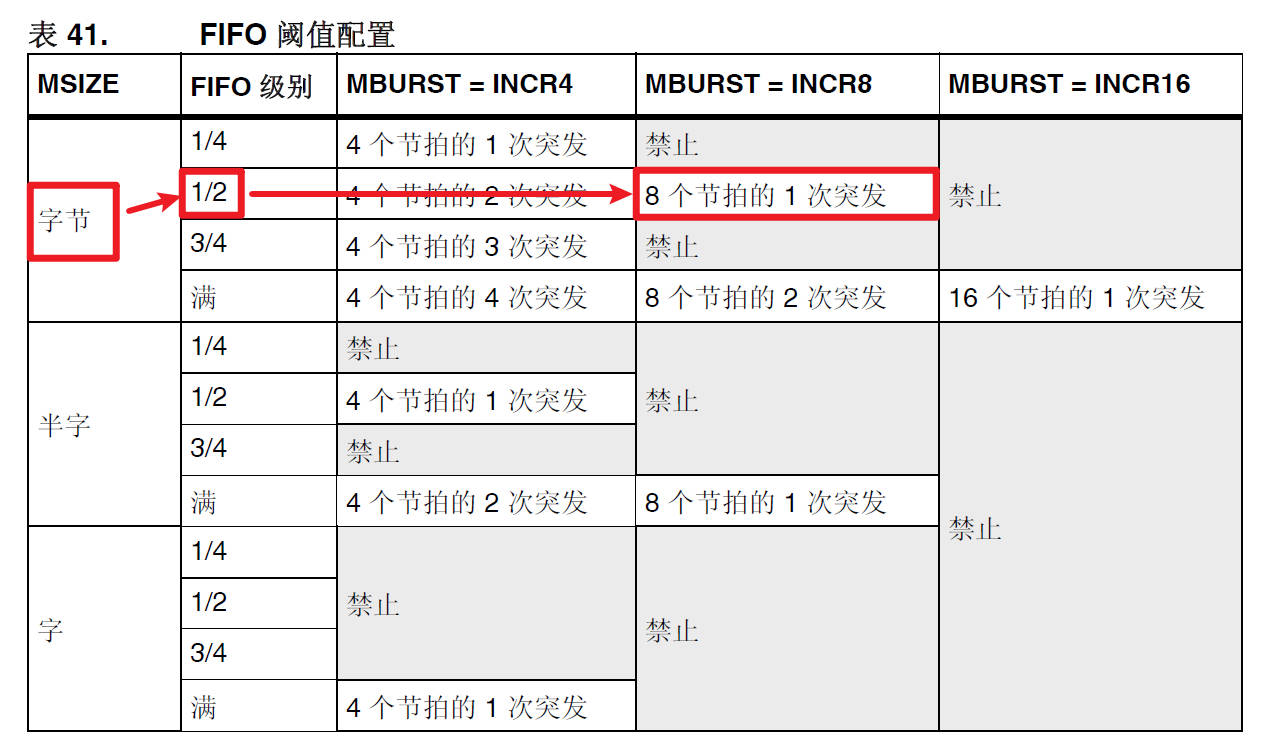 表 41. FIFO 阈值配置
MSIZE FIFO 级别 MBURST = INCR4 MBURST = INCR8 MBURST = INCR16
字节 1/4 4 个节拍的 1 次突发 禁止 禁止
1/2 4 个节拍的 2 次突发 8 个节拍的 1 次突发
3/4 4 个节拍的 3 次突发 禁止
满 4 个节拍的 4 次突发 8 个节拍的 2 次突发 16 个节拍的 1 次突发
半字 1/4 禁止 禁止 禁止
1/2 4 个节拍的 1 次突发
3/4 禁止
满 4 个节拍的 2 次突发 8 个节拍的 1 次突发
字 1/4 禁止 禁止
1/2
3/4
满 4 个节拍的 1 次突发